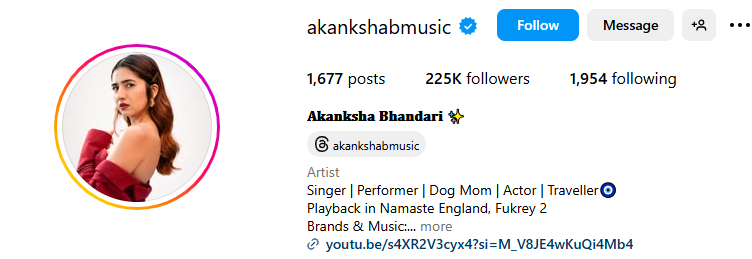 akankshabmusic Follow Message
1,677 posts 225K followers 1,954 following
Akanksha Bhandari ✨
akankshabmusic
Artist
Singer | Performer | Dog Mom | Actor | Traveller🧿
Playback in Namaste England, Fukrey 2
Brands & Music:... more
youtu.be/s4XR2V3cyx4?si=M_V8JE4wKuQi4Mb4